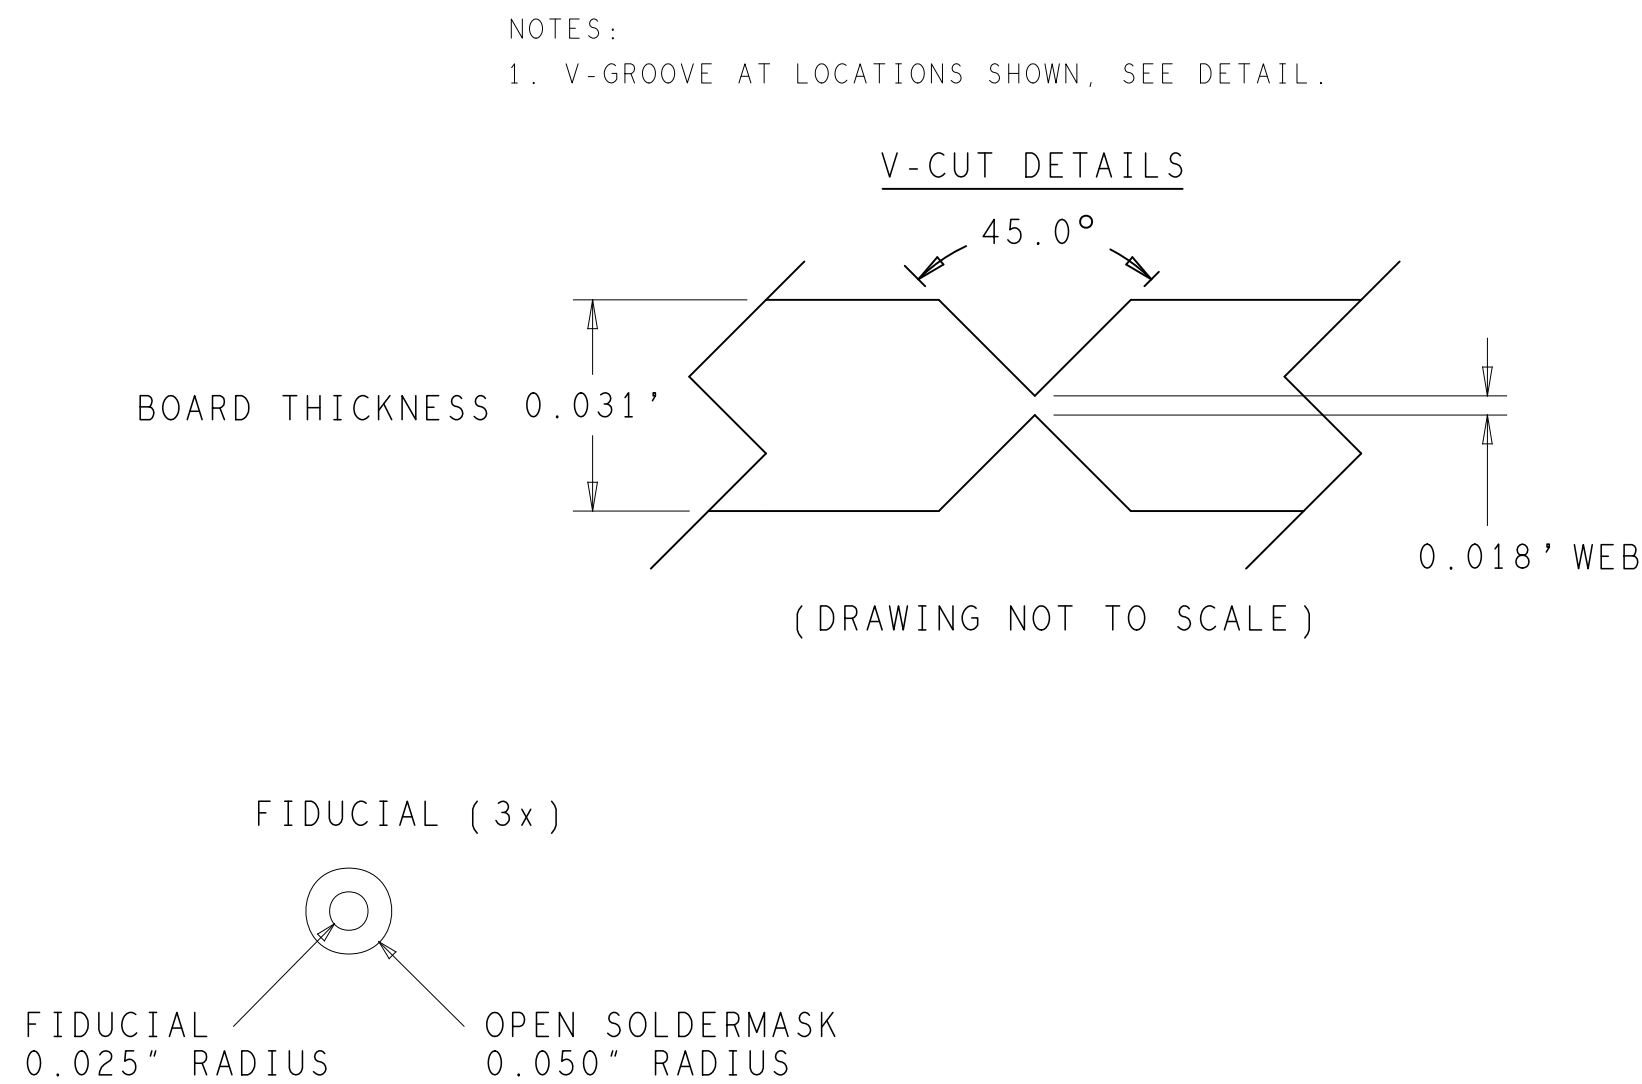 NOTES:
1. V-GROOVE AT LOCATIONS SHOWN, SEE DETAIL.
V-CUT DETAILS
45.0°
BOARD THICKNESS 0.031'
0.018' WEB
(DRAWING NOT TO SCALE)
FIDUCIAL (3x)
FIDUCIAL
0.025" RADIUS
OPEN SOLDERMASK
0.050" RADIUS